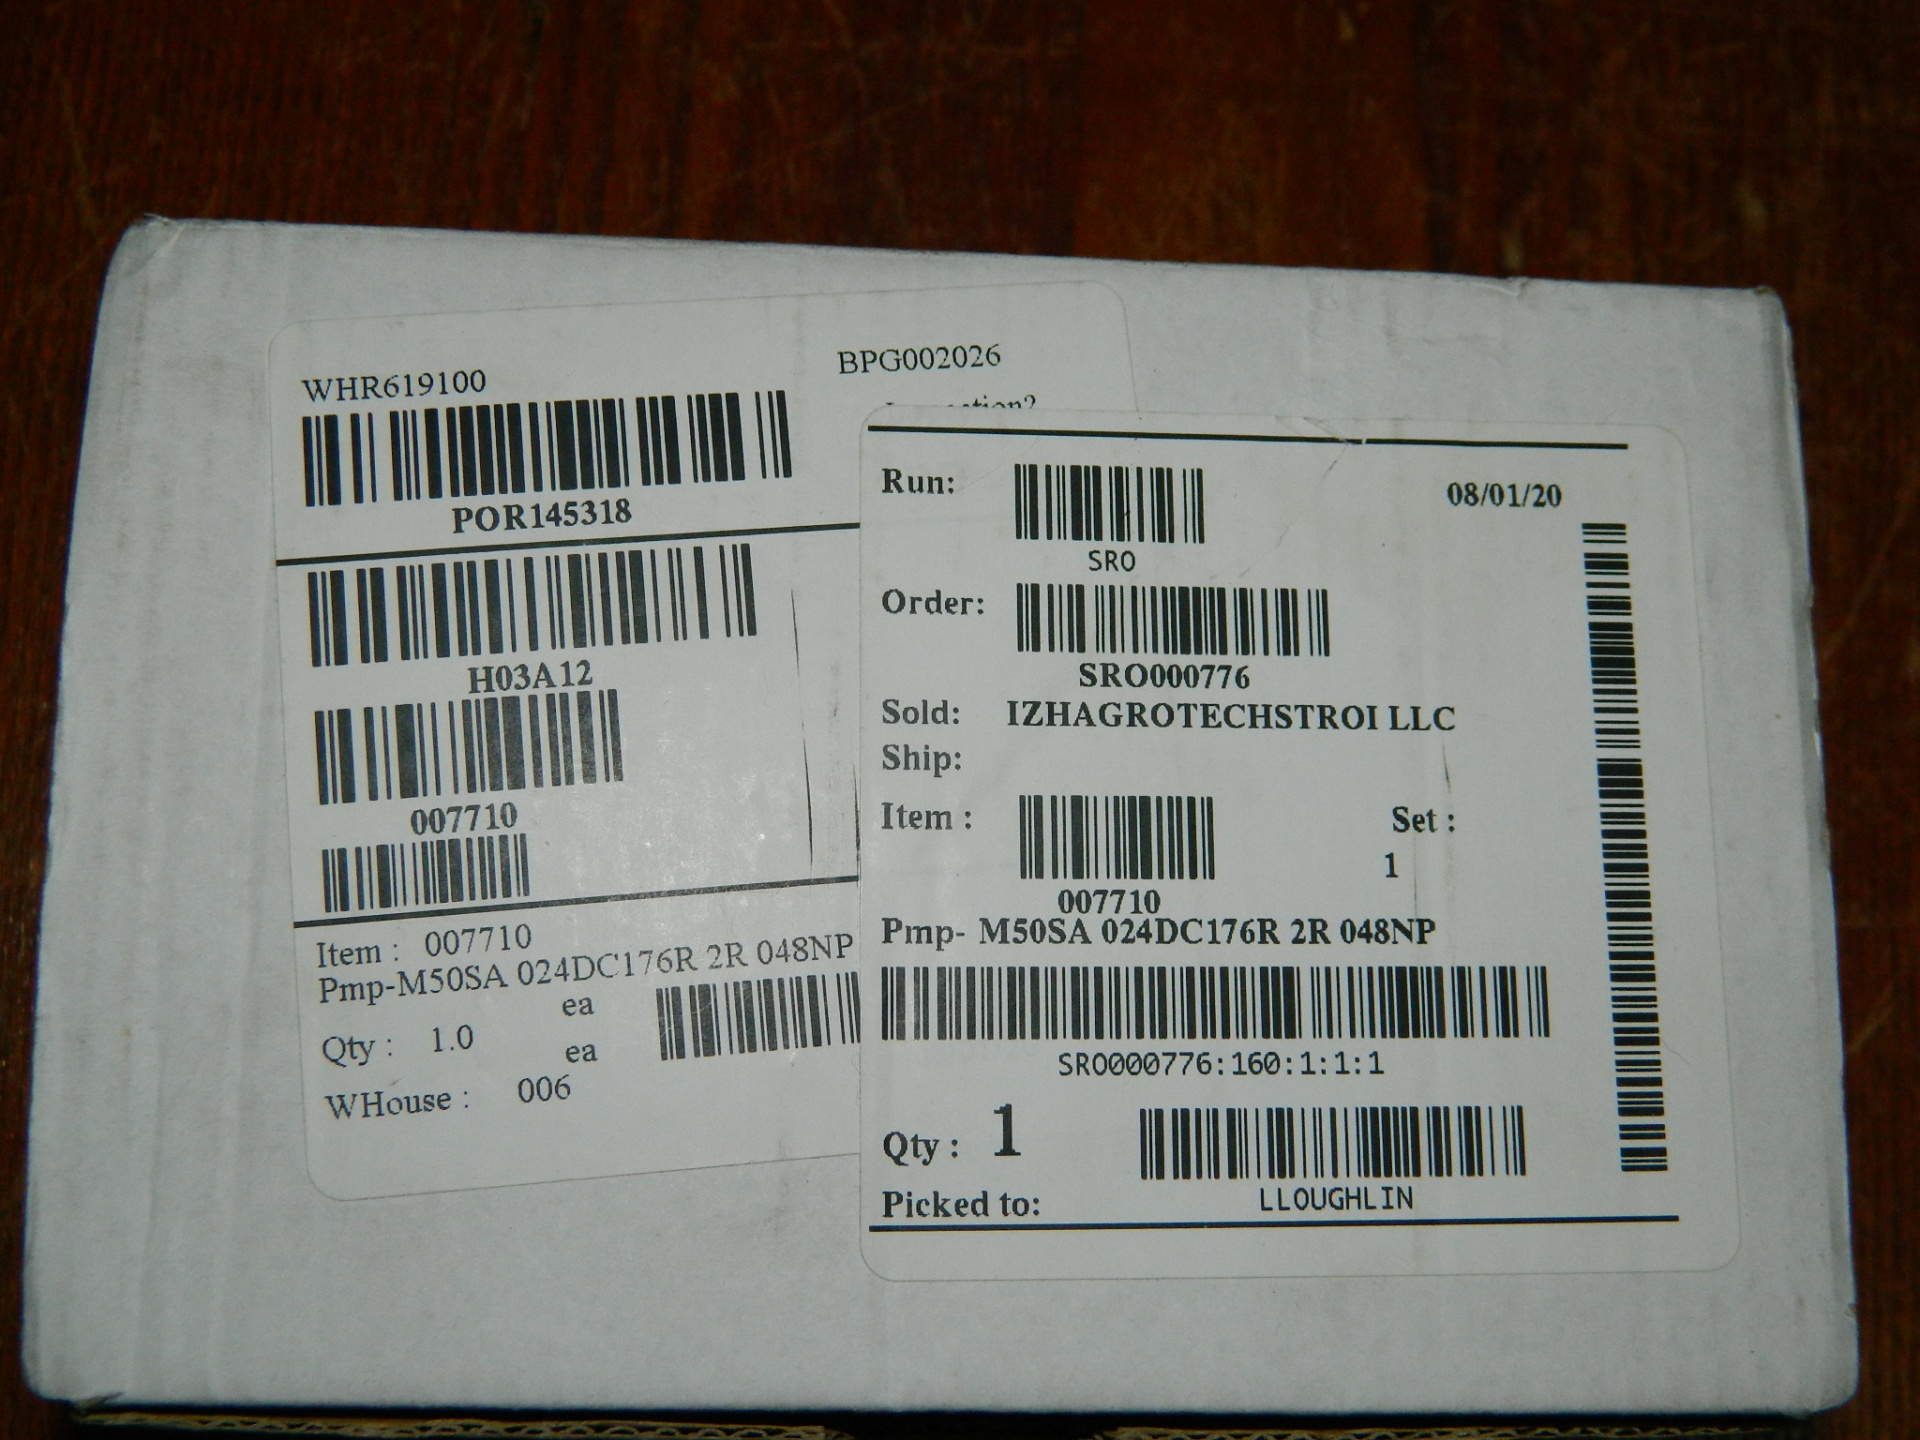 WHR619100
BPG002026
POR145318
H03A12
007710
Item : 007710
Pmp-M50SA 024DC176R 2R 048NP
ea
Qty : 1.0
ea
WHouse : 006
Run:
08/01/20
SRO
Order:
SRO000776
Sold: IZHAGROTECHSTROI LLC
Ship:
Item :
Set :
1
007710
Pmp- M50SA 024DC176R 2R 048NP
SRO000776:160:1:1:1
Qty : 1
LLOUGHLIN
Picked to: